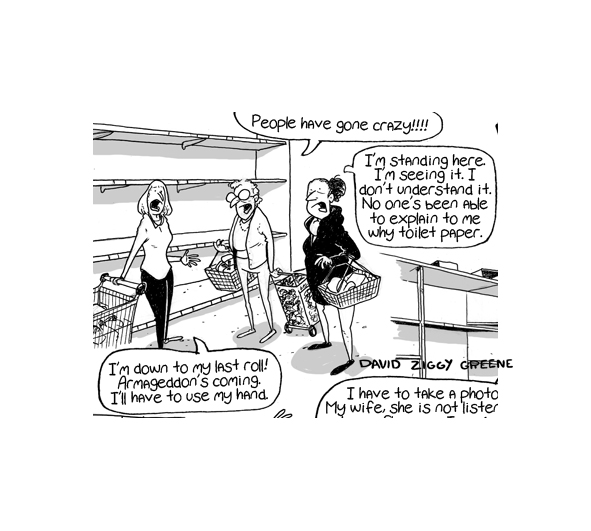 People have gone crazy!!!!
I'm standing here.
I'm seeing it. I
don't understand it.
No one's been able
to explain to me
why toilet paper.
DAVID ZIGGY GREENE
I'm down to my last roll!
Armageddon's coming.
I'll have to use my hand.
I have to take a photo
My wife, she is not listen